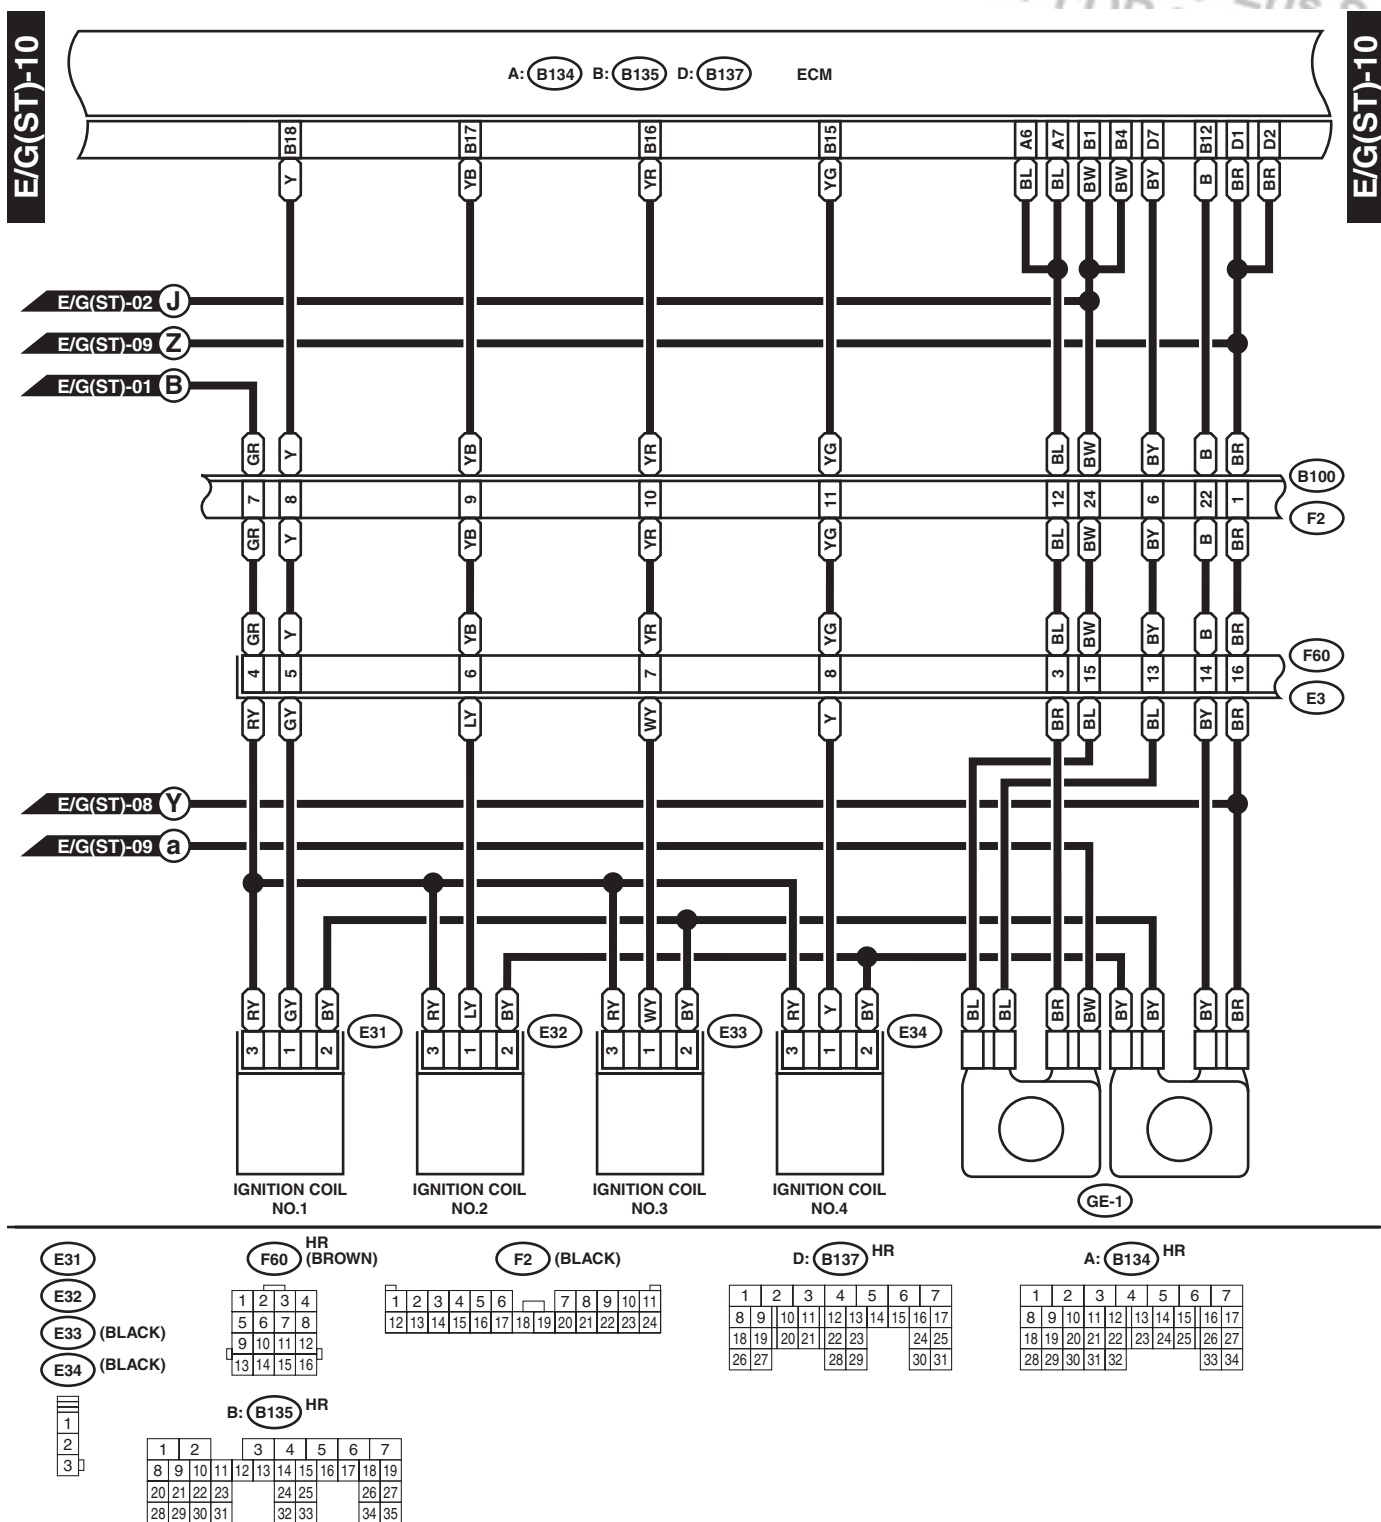 E/G(ST)-10
E/G(ST)-10
A: B134 B: B135 D: B137 ECM
B18 B17 B16 B15 A6 A7 B1 B4 D7 B12 D1 D2
Y YB YR YG BL BL BW BW BY B BR BR
E/G(ST)-02 J
E/G(ST)-09 Z
E/G(ST)-01 B
GR Y YB YR YG BL BW BY B BR
B100
7 8 9 10 11 12 24 6 22 1
F2
GR Y YB YR YG BL BW BY B BR
GR Y YB YR YG BL BW BY B BR
F60
4 5 6 7 8 3 15 13 14 16
E3
RY GY LY WY Y BR BL BL BY BR
E/G(ST)-08 Y
E/G(ST)-09 a
RY GY BY RY LY BY RY WY BY RY Y BY BL BL BR BW BY BY BY BR
E31 E32 E33 E34
3 1 2 3 1 2 3 1 2 3 1 2
IGNITION COIL NO.1
IGNITION COIL NO.2
IGNITION COIL NO.3
IGNITION COIL NO.4
GE-1
E31
E32
E33 (BLACK)
E34 (BLACK)
1
2
3
F60 HR (BROWN)
1 2 3 4
5 6 7 8
9 10 11 12
13 14 15 16
F2 (BLACK)
1 2 3 4 5 6 7 8 9 10 11
12 13 14 15 16 17 18 19 20 21 22 23 24
D: B137 HR
1 2 3 4 5 6 7
8 9 10 11 12 13 14 15 16 17
18 19 20 21 22 23 24 25
26 27 28 29 30 31
A: B134 HR
1 2 3 4 5 6 7
8 9 10 11 12 13 14 15 16 17
18 19 20 21 22 23 24 25 26 27
28 29 30 31 32 33 34
B: B135 HR
1 2 3 4 5 6 7
8 9 10 11 12 13 14 15 16 17 18 19
20 21 22 23 24 25 26 27
28 29 30 31 32 33 34 35